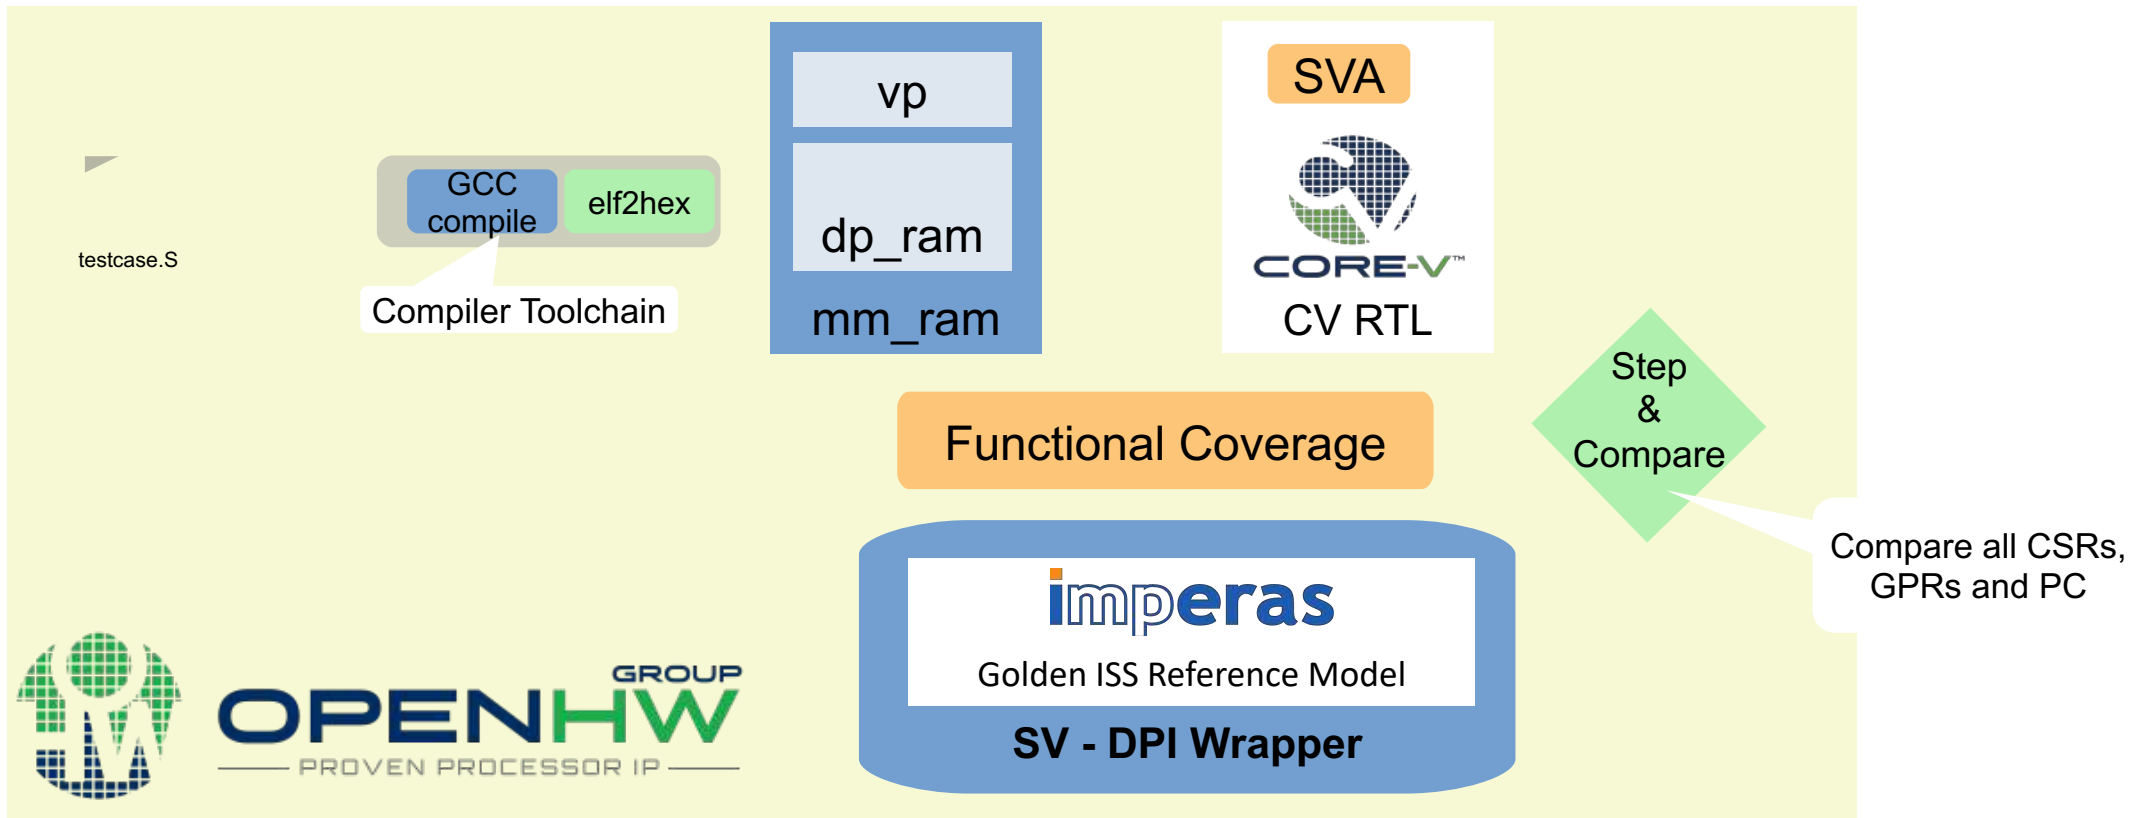 testcase.S
GCC
compile
elf2hex
Compiler Toolchain
vp
dp_ram
mm_ram
SVA
CORE-V™
CV RTL
Functional Coverage
Step
&
Compare
Compare all CSRs,
GPRs and PC
imperas
Golden ISS Reference Model
SV - DPI Wrapper
GROUP
OPENHW
PROVEN PROCESSOR IP